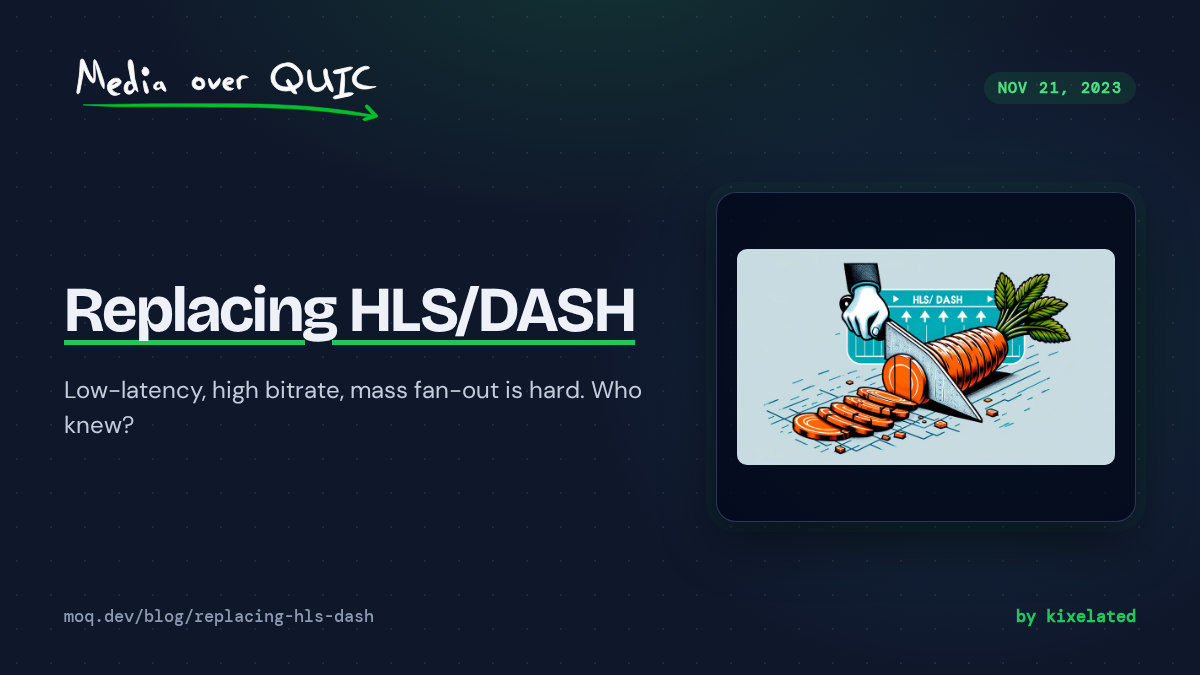 Media over QUIC
NOV 21, 2023
HLS/ DASH
Replacing HLS/DASH
Low-latency, high bitrate, mass fan-out is hard. Who
knew?
moq.dev/blog/replacing-hls-dash
by kixelated